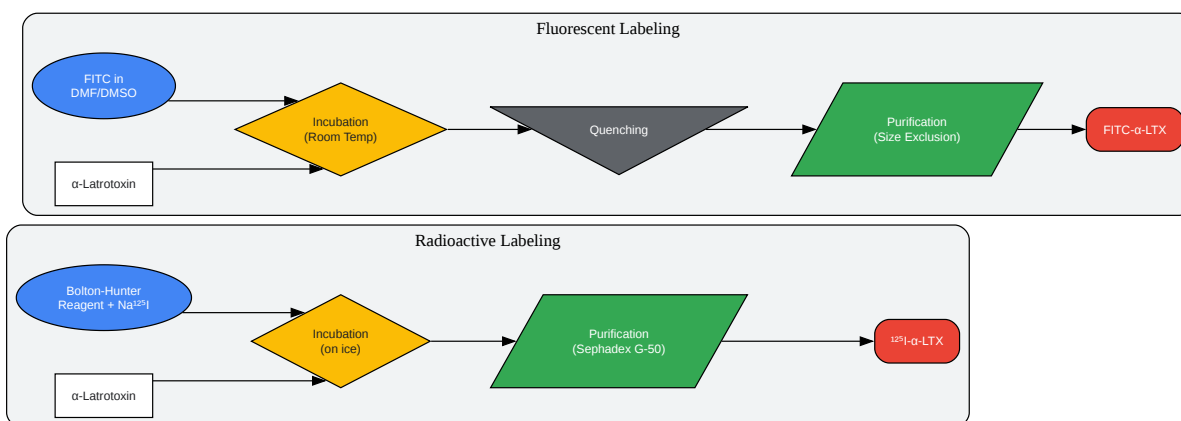 Fluorescent Labeling
FITC in
DMF/DMSO
Incubation
(Room Temp)
Quenching
Purification
(Size Exclusion)
FITC-α-LTX
α-Latrotoxin
Radioactive Labeling
Bolton-Hunter
Reagent + Na¹²⁵I
Incubation
(on ice)
Purification
(Sephadex G-50)
¹²⁵I-α-LTX
α-Latrotoxin